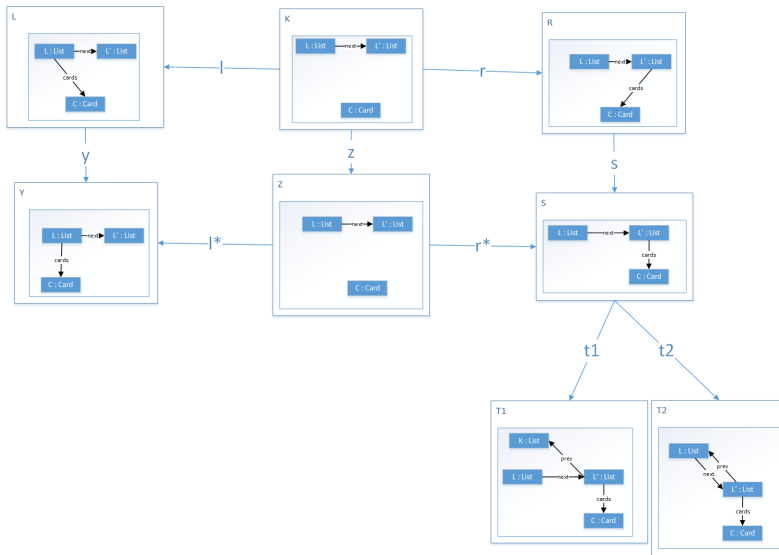 L
L : List
next
L' : List
cards
C : Card
K
L : List
next
L' : List
C : Card
R
L : List
next
L' : List
cards
C : Card
l
r
y
z
s
Y
L : List
next
L' : List
cards
C : Card
Z
L : List
next
L' : List
C : Card
S
L : List
next
L' : List
cards
C : Card
l*
r*
t1
t2
T1
K : List
prev
L : List
next
L' : List
cards
C : Card
T2
L : List
prev
next
L' : List
cards
C : Card